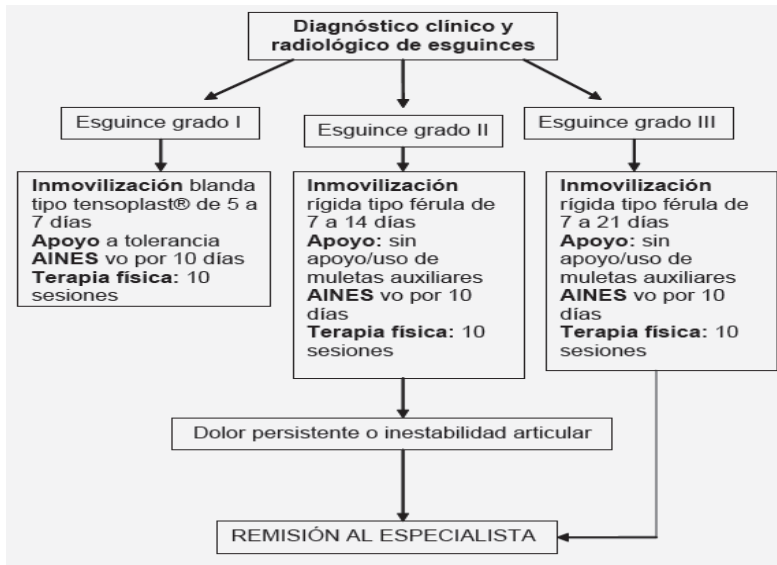 Diagnóstico clínico y
radiológico de esguinces
Esguince grado I
Esguince grado II
Esguince grado III
Inmovilización blanda
tipo tensoplast® de 5 a
7 días
Apoyo a tolerancia
AINES vo por 10 días
Terapia física: 10
sesiones
Inmovilización
rígida tipo férula de
7 a 14 días
Apoyo: sin
apoyo/uso de
muletas auxiliares
AINES vo por 10
días
Terapia física: 10
sesiones
Inmovilización
rígida tipo férula de
7 a 21 días
Apoyo: sin
apoyo/uso de
muletas auxiliares
AINES vo por 10
días
Terapia física: 10
sesiones
Dolor persistente o inestabilidad articular
REMISIÓN AL ESPECIALISTA